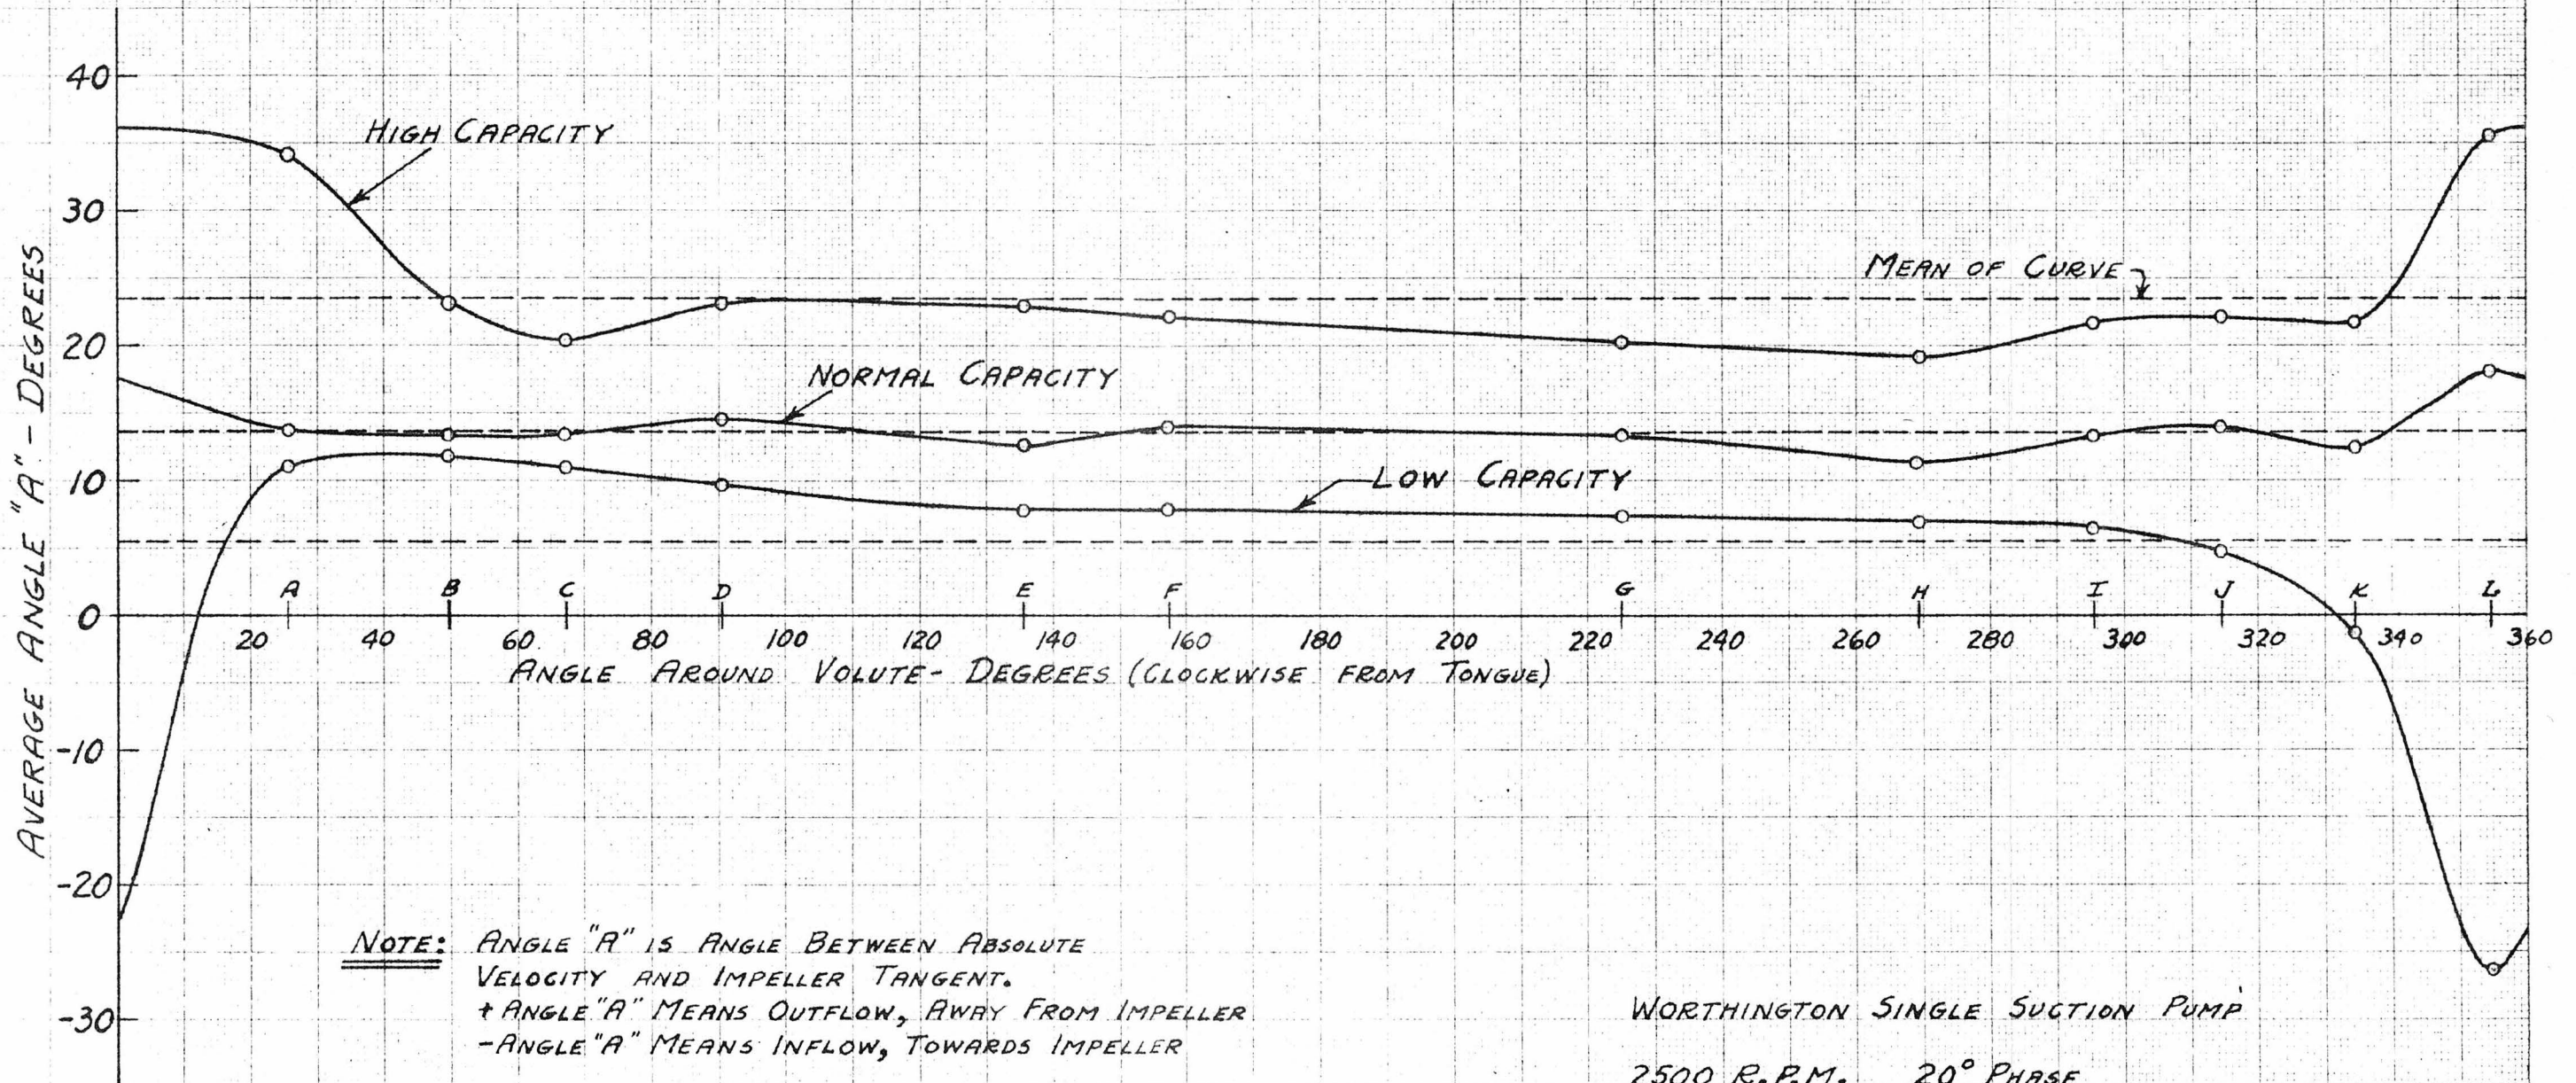 40
HIGH CAPACITY
30
MEAN OF CURVE
20
NORMAL CAPACITY
10
LOW CAPACITY
A B C D E F G H I J K L
0
20 40 60 80 100 120 140 160 180 200 220 240 260 280 300 320 340 360
ANGLE AROUND VOLUTE- DEGREES (CLOCKWISE FROM TONGUE)
AVERAGE ANGLE "A" - DEGREES
-10
-20
-30
NOTE: ANGLE "A" IS ANGLE BETWEEN ABSOLUTE
VELOCITY AND IMPELLER TANGENT.
+ ANGLE "A" MEANS OUTFLOW, AWAY FROM IMPELLER
-ANGLE "A" MEANS INFLOW, TOWARDS IMPELLER
WORTHINGTON SINGLE SUCTION PUMP
2500 R.P.M. 20° PHASE